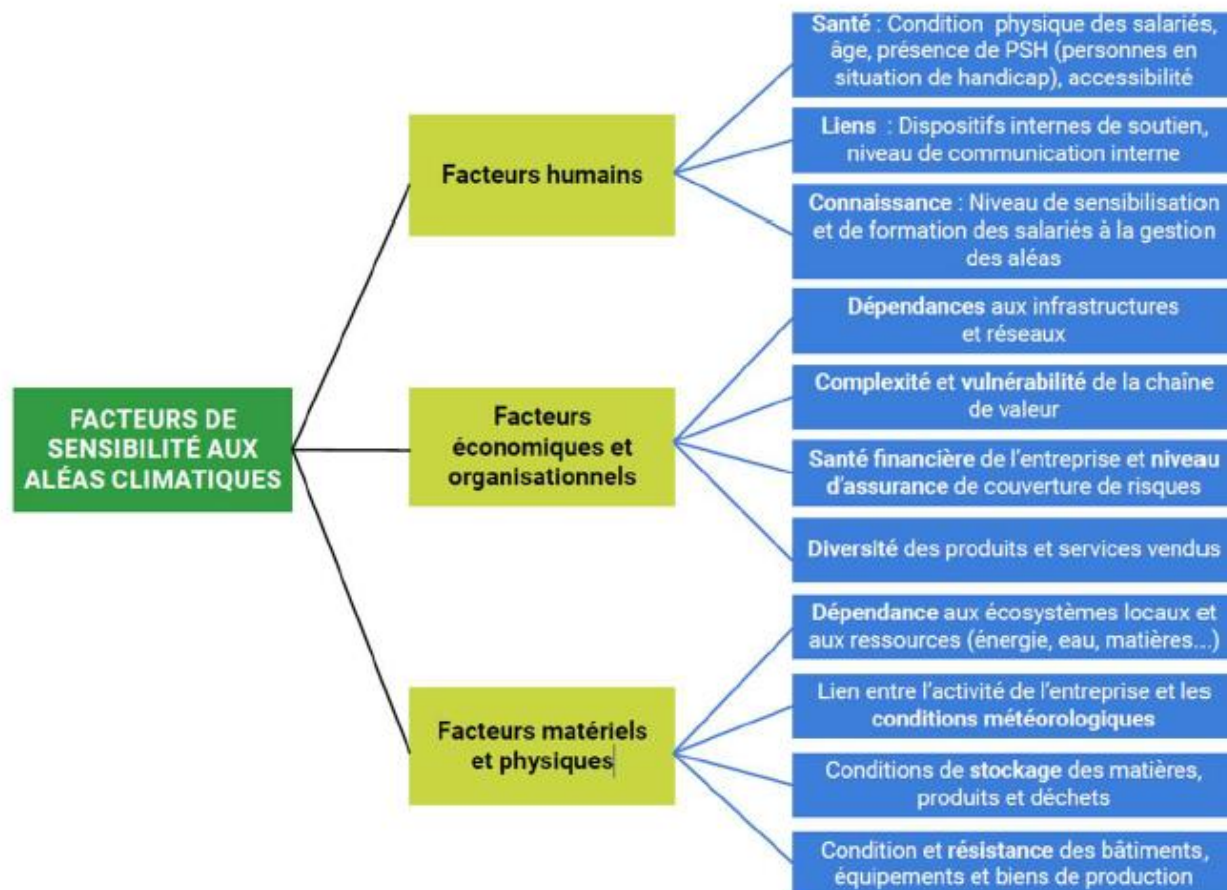 FACTEURS DE
SENSIBILITÉ AUX
ALÉAS CLIMATIQUES
Facteurs humains
Santé : Condition physique des salariés,
âge, présence de PSH (personnes en
situation de handicap), accessibilité
Liens : Dispositifs internes de soutien,
niveau de communication interne
Connaissance : Niveau de sensibilisation
et de formation des salariés à la gestion
des aléas
Facteurs
économiques et
organisationnels
Dépendances aux infrastructures
et réseaux
Complexité et vulnérabilité de la chaîne
de valeur
Santé financière de l'entreprise et niveau
d'assurance de couverture de risques
Diversité des produits et services vendus
Facteurs matériels
et physiques
Dépendance aux écosystèmes locaux et
aux ressources (énergie, eau, matières...)
Lien entre l'activité de l'entreprise et les
conditions météorologiques
Conditions de stockage des matières,
produits et déchets
Condition et résistance des bâtiments,
équipements et biens de production